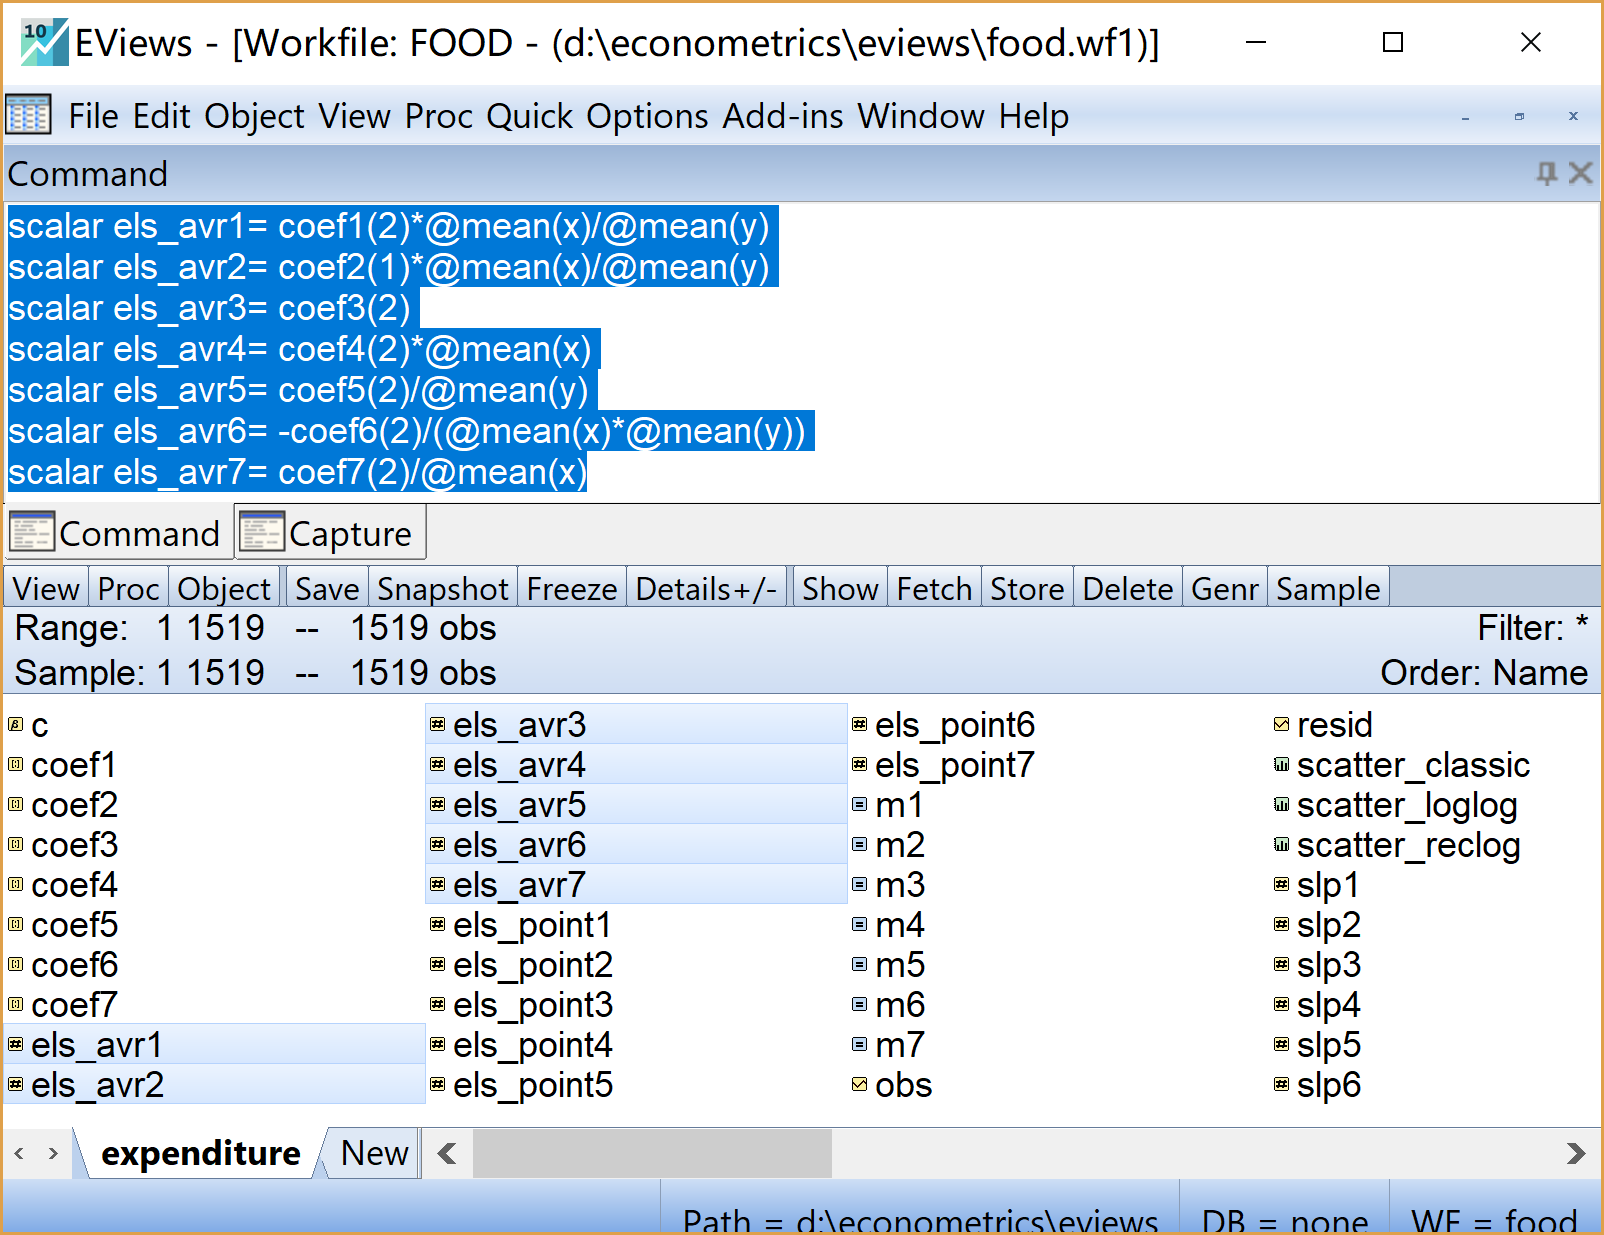 10 EViews - [Workfile: FOOD - (d:\econometrics\eviews\food.wf1)]
File Edit Object View Proc Quick Options Add-ins Window Help
Command
scalar els_avr1= coef1(2)*@mean(x)/@mean(y)
scalar els_avr2= coef2(1)*@mean(x)/@mean(y)
scalar els_avr3= coef3(2)
scalar els_avr4= coef4(2)*@mean(x)
scalar els_avr5= coef5(2)/@mean(y)
scalar els_avr6= -coef6(2)/(@mean(x)*@mean(y))
scalar els_avr7= coef7(2)/@mean(x)
Command Capture
View Proc Object Save Snapshot Freeze Details+/- Show Fetch Store Delete Genr Sample
Range: 1 1519 -- 1519 obs Filter: *
Sample: 1 1519 -- 1519 obs Order: Name
c
coef1
coef2
coef3
coef4
coef5
coef6
coef7
els_avr1
els_avr2
els_avr3
els_avr4
els_avr5
els_avr6
els_avr7
els_point1
els_point2
els_point3
els_point4
els_point5
els_point6
els_point7
m1
m2
m3
m4
m5
m6
m7
obs
resid
scatter_classic
scatter_loglog
scatter_reclog
slp1
slp2
slp3
slp4
slp5
slp6
expenditure New
Path = d:\econometrics\eviews DB = none WF = food